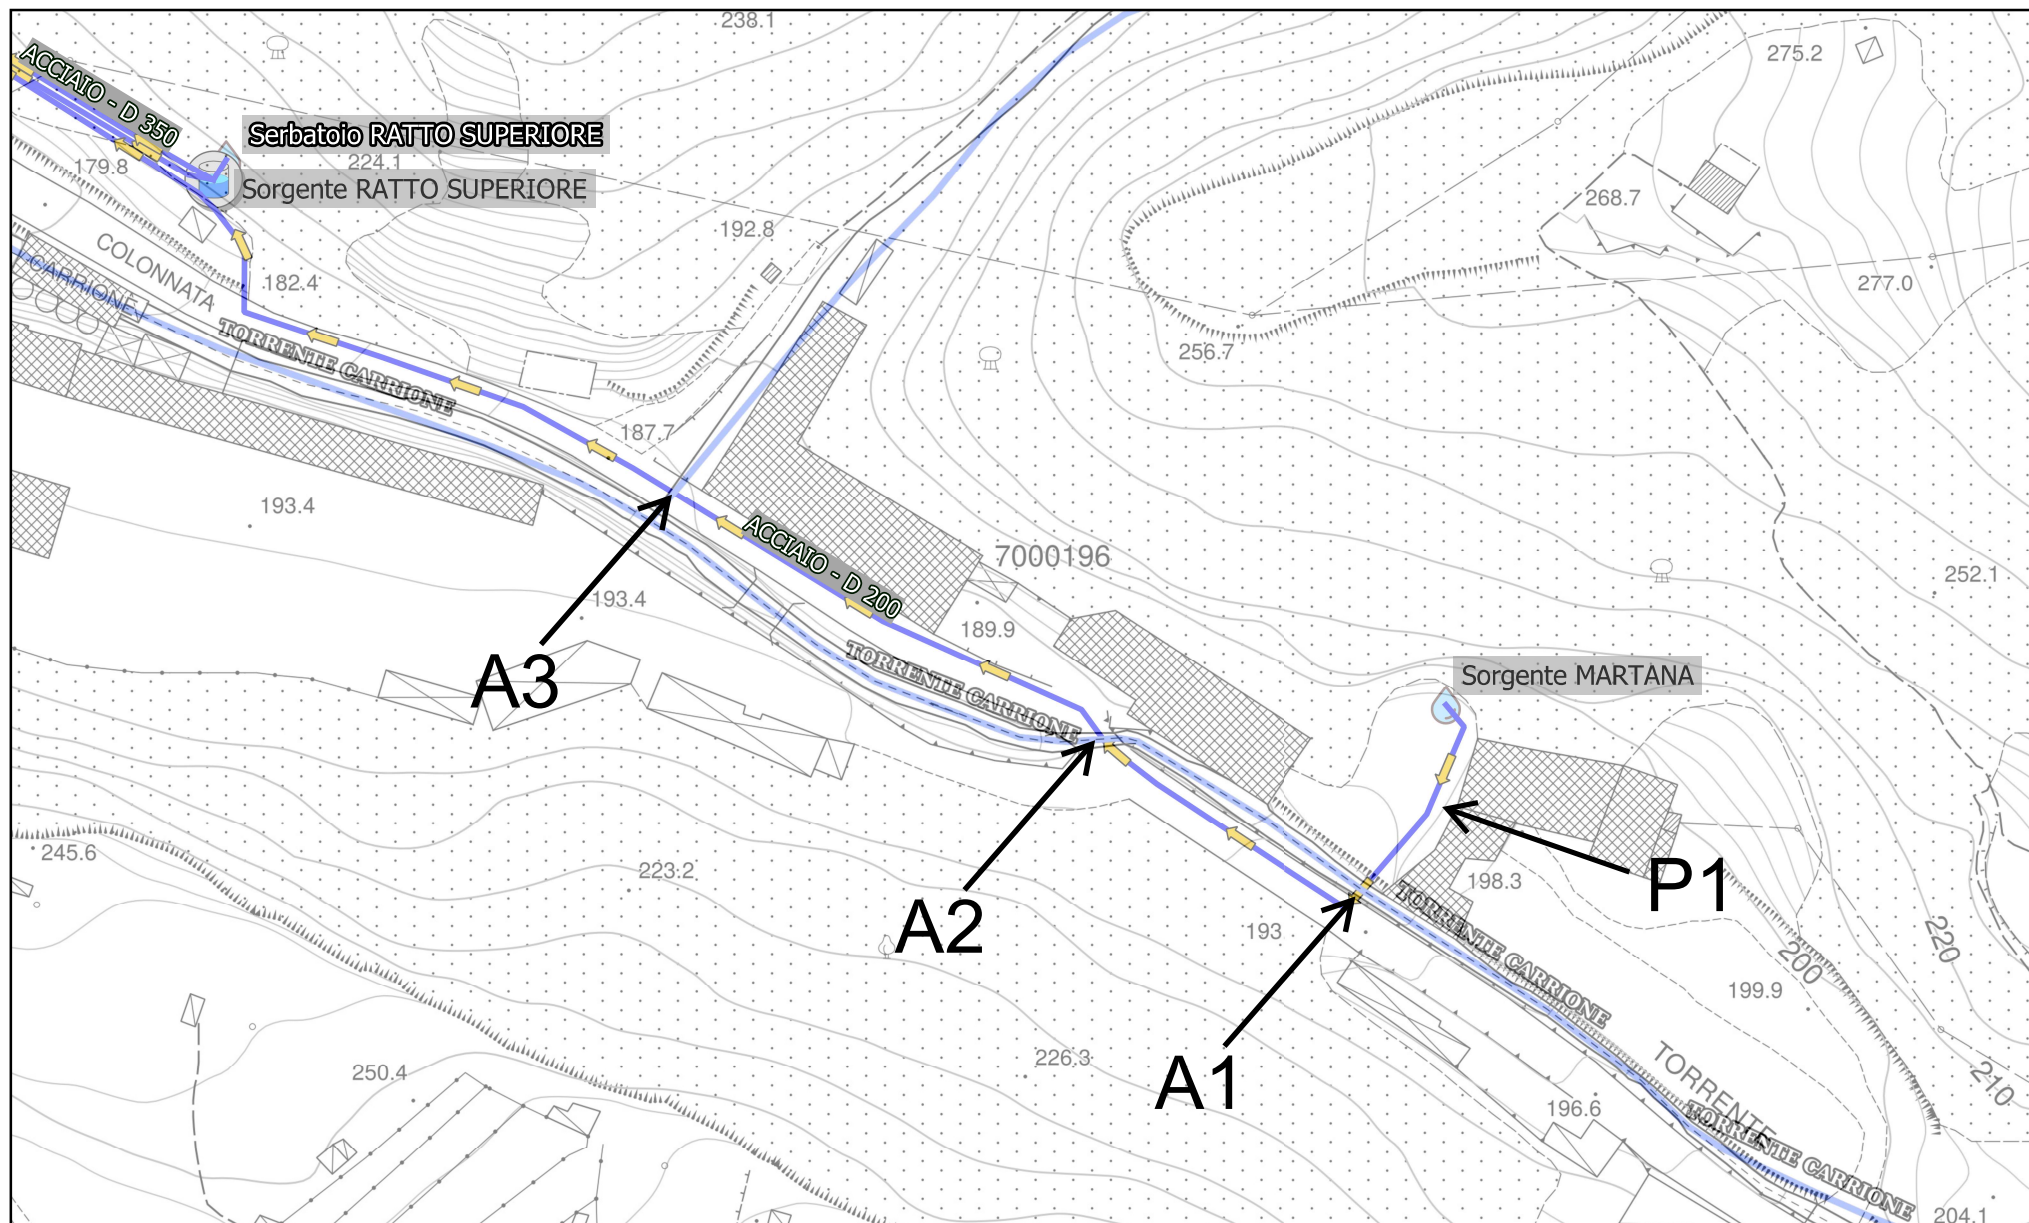 238.1
275.2
ACCIAIO - D 350
Serbatoio RATTO SUPERIORE
179.8
224.1
Sorgente RATTO SUPERIORE
268.7
192.8
COLONNATA
CARRIONE
182.4
277.0
TORRENTE CARRIONE
256.7
187.7
193.4
ACCIAIO - D 200
7000196
252.1
193.4
189.9
A3
TORRENTE CARRIONE
Sorgente MARTANA
245.6
223.2
P1
198.3
A2
193
TORRENTE CARRIONE
220
200
199.9
226.3
250.4
A1
TORRENTE
210
196.6
TORRENTE CARRIONE
204.1